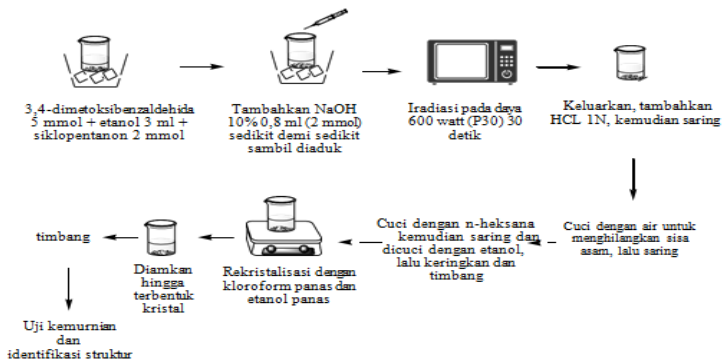 3,4-dimetoksibenzaldehida
5 mmol + etanol 3 ml +
siklopentanon 2 mmol
Tambahkan NaOH
10% 0,8 ml (2 mmol)
sedikit demi sedikit
sambil diaduk
Iradiasi pada daya
600 watt (P30) 30
detik
Keluarkan, tambahkan
HCL 1N, kemudian saring
Cuci dengan air untuk
menghilangkan sisa
asam, lalu saring
Cuci dengan n-heksana
kemudian saring dan
dicuci dengan etanol,
lalu keringkan dan
timbang
Rekristalisasi dengan
kloroform panas dan
etanol panas
Diamkan
hingga
terbentuk
kristal
timbang
Uji kemurnian
dan
identifikasi struktur